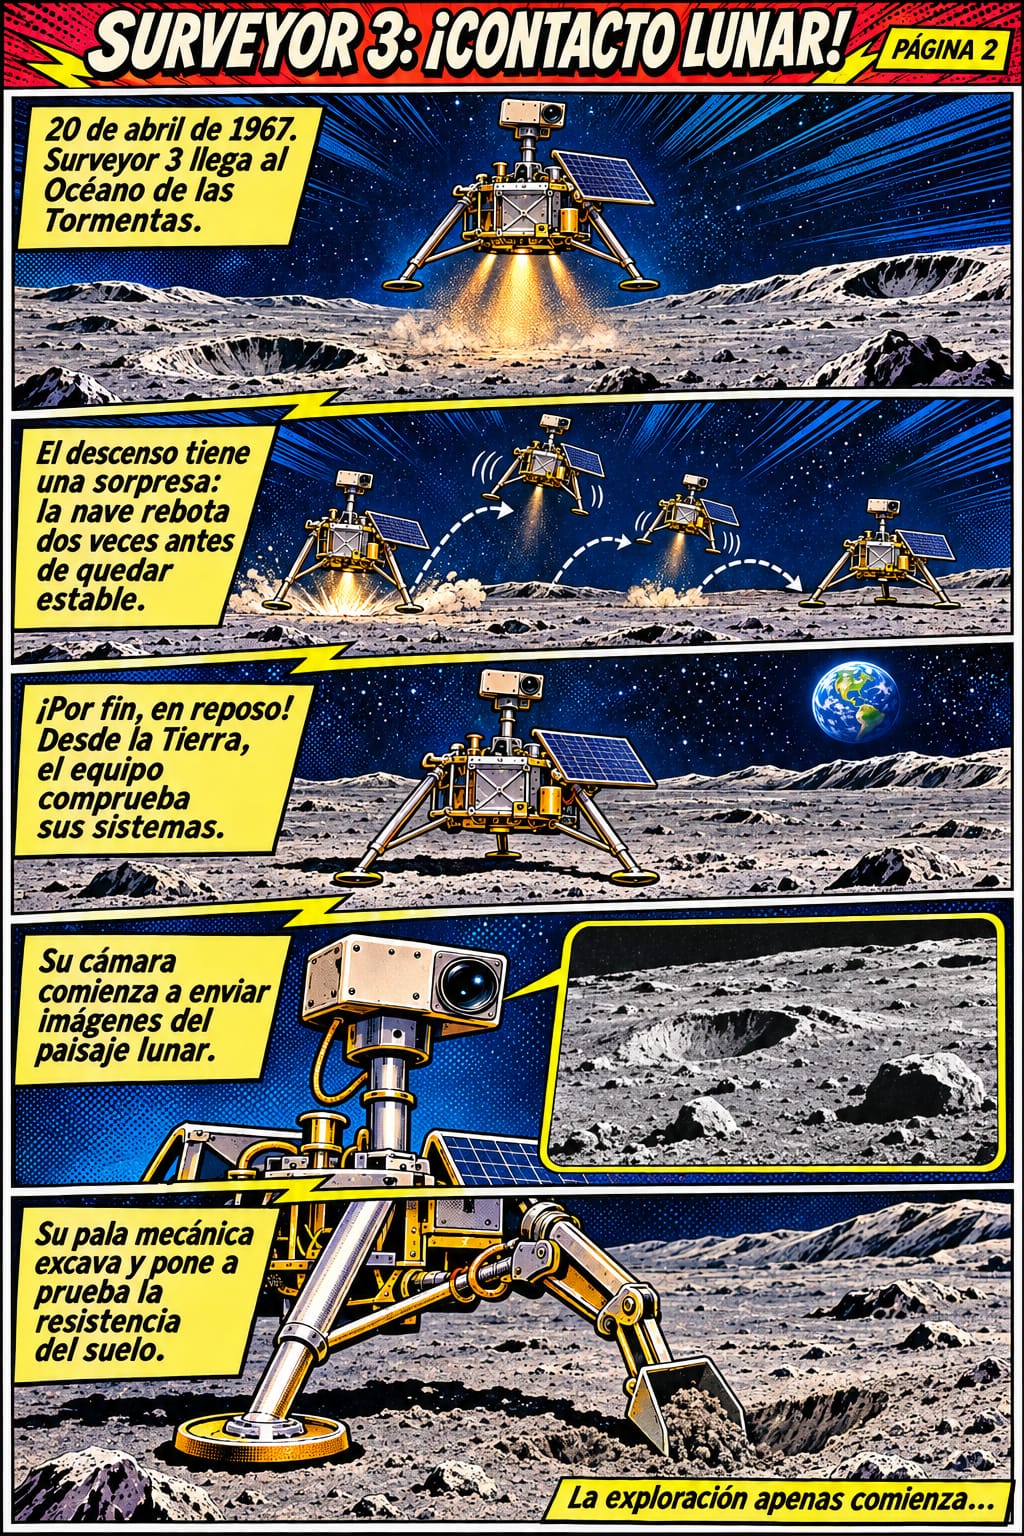 SURVEYOR 3: ¡CONTACTO LUNAR!
PÁGINA 2
20 de abril de 1967.
Surveyor 3 llega al
Océano de las
Tormentas.
El descenso tiene
una sorpresa:
la nave rebota
dos veces antes
de quedar
estable.
¡Por fin, en reposo!
Desde la Tierra,
el equipo
comprueba
sus sistemas.
Su cámara
comienza a enviar
imágenes del
paisaje lunar.
Su pala mecánica
excava y pone a
prueba la
resistencia
del suelo.
La exploración apenas comienza...